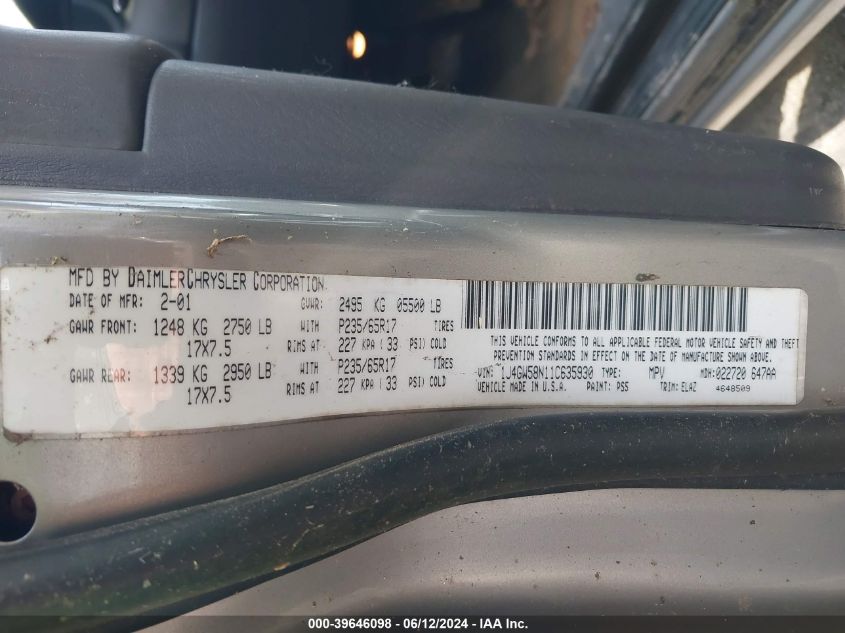 MFD BY DAIMLERCHRYSLER CORPORATION
DATE OF MFR: 2-01 GVWR: 2495 KG 05500 LB
GAWR FRONT: 1248 KG 2750 LB WITH P235/65R17 TIRES
17X7.5 RIMS AT 227 KPA ( 33 PSI) COLD
GAWR REAR: 1339 KG 2950 LB WITH P235/65R17 TIRES
17X7.5 RIMS AT 227 KPA ( 33 PSI) COLD
THIS VEHICLE CONFORMS TO ALL APPLICABLE FEDERAL MOTOR VEHICLE SAFETY AND THEFT
PREVENTION STANDARDS IN EFFECT ON THE DATE OF MANUFACTURE SHOWN ABOVE.
VIN: 1J4GW58N11C635930 TYPE: MPV MDH: 022720 647AA
VEHICLE MADE IN U.S.A. PAINT: PS5 TRIM: ELAZ 4648509
000-39646098 - 06/12/2024 - IAA Inc.